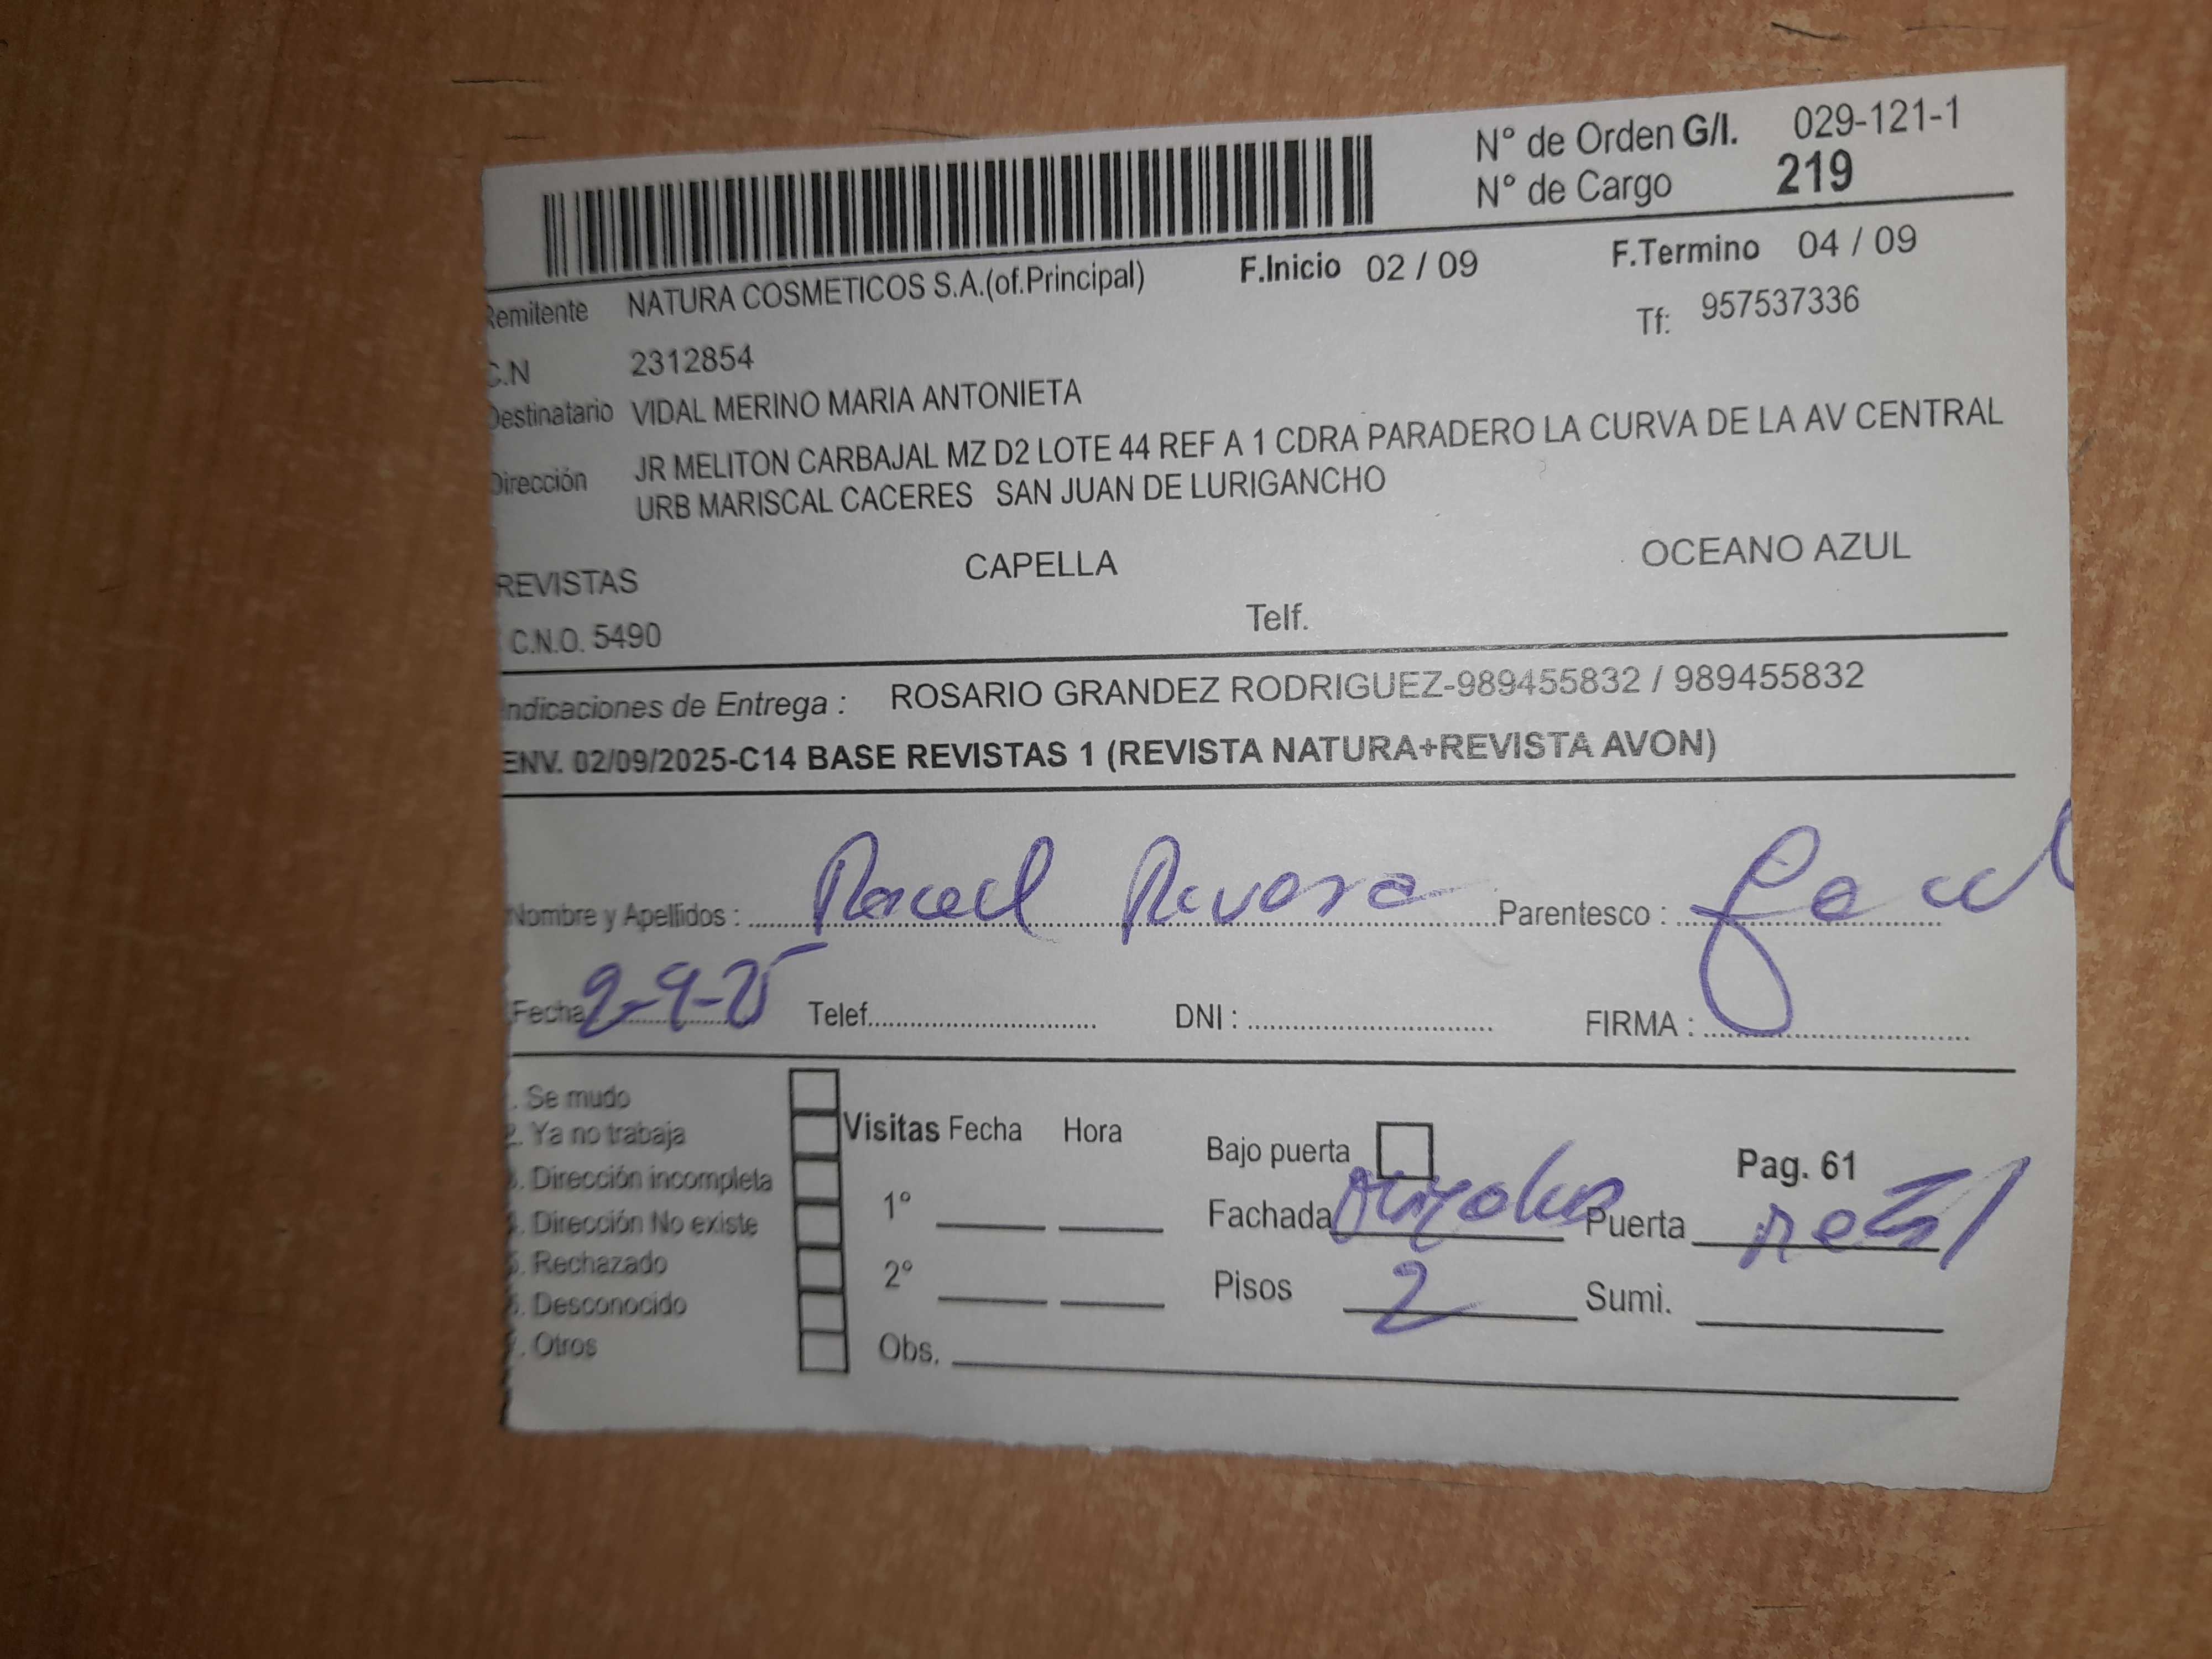 N° de Orden G/I. 029-121-1
N° de Cargo 219
Remitente NATURA COSMETICOS S.A.(of.Principal) F.Inicio 02 / 09 F.Termino 04 / 09
C.N 2312854 Tf: 957537336
Destinatario VIDAL MERINO MARIA ANTONIETA
Dirección JR MELITON CARBAJAL MZ D2 LOTE 44 REF A 1 CDRA PARADERO LA CURVA DE LA AV CENTRAL
URB MARISCAL CACERES SAN JUAN DE LURIGANCHO
REVISTAS CAPELLA OCEANO AZUL
C.N.O. 5490 Telf.
Indicaciones de Entrega : ROSARIO GRANDEZ RODRIGUEZ-989455832 / 989455832
ENV. 02/09/2025-C14 BASE REVISTAS 1 (REVISTA NATURA+REVISTA AVON)
Nombre y Apellidos : Parentesco :
Fecha 2-9-25 Telef. DNI : FIRMA :
. Se mudo
2. Ya no trabaja
. Dirección incompleta
. Dirección No existe
. Rechazado
. Desconocido
. Otros
Visitas Fecha Hora
1°
2°
Obs.
Bajo puerta Pag. 61
Fachada Puerta
Pisos 2 Sumi.